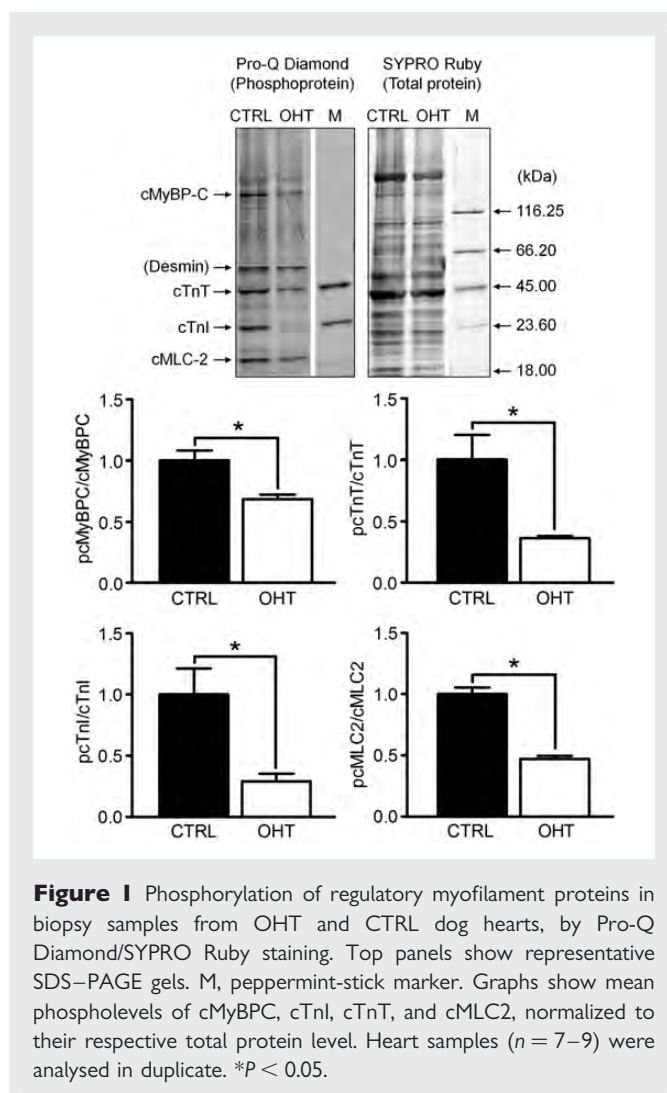 Pro-Q Diamond SYPRO Ruby
(Phosphoprotein) (Total protein)
CTRL OHT M CTRL OHT M
(kDa)
cMyBP-C → ← 116.25
← 66.20
(Desmin) →
cTnT → ← 45.00
cTnI → ← 23.60
cMLC-2 → ← 18.00
pcMyBPC/cMyBPC
1.5
1.0
0.5
0.0
*
CTRL OHT
pcTnT/cTnT
1.5
1.0
0.5
0.0
*
CTRL OHT
pcTnI/cTnI
1.5
1.0
0.5
0.0
*
CTRL OHT
pcMLC2/cMLC2
1.5
1.0
0.5
0.0
*
CTRL OHT
Figure 1 Phosphorylation of regulatory myofilament proteins in
biopsy samples from OHT and CTRL dog hearts, by Pro-Q
Diamond/SYPRO Ruby staining. Top panels show representative
SDS–PAGE gels. M, peppermint-stick marker. Graphs show mean
phospholevels of cMyBPC, cTnI, cTnT, and cMLC2, normalized to
their respective total protein level. Heart samples (n = 7–9) were
analysed in duplicate. *P < 0.05.